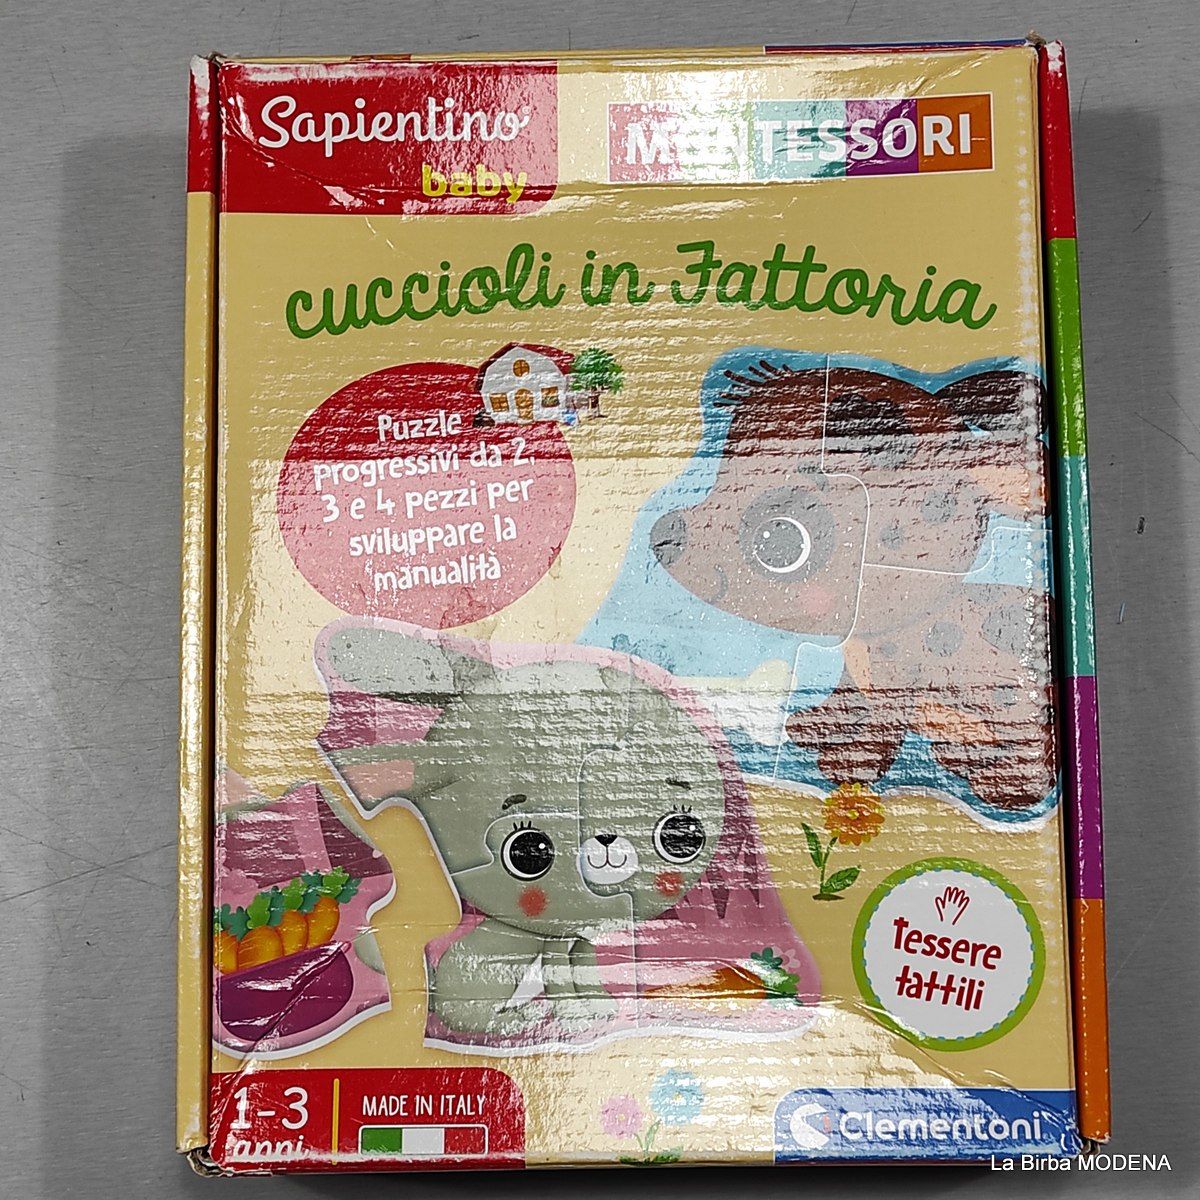 Sapientino
baby
MONTESSORI
cuccioli in Fattoria
Puzzle
progressivi da 2,
3 e 4 pezzi per
sviluppare la
manualità
Tessere
tattili
1-3
anni
MADE IN ITALY
Clementoni
La Birba MODENA